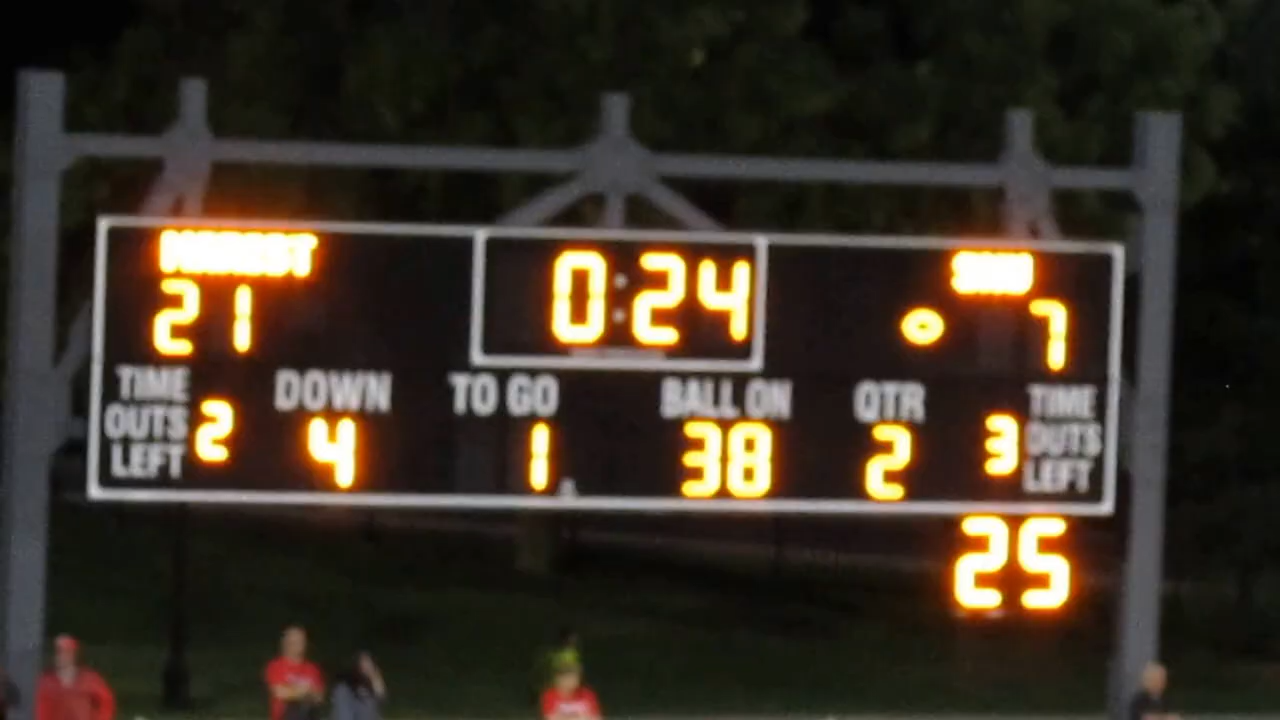 MARIST
0:24
21
7
TIME OUTS LEFT 2
DOWN 4
TO GO 1
BALL ON 38
QTR 2
3 TIME OUTS LEFT
25